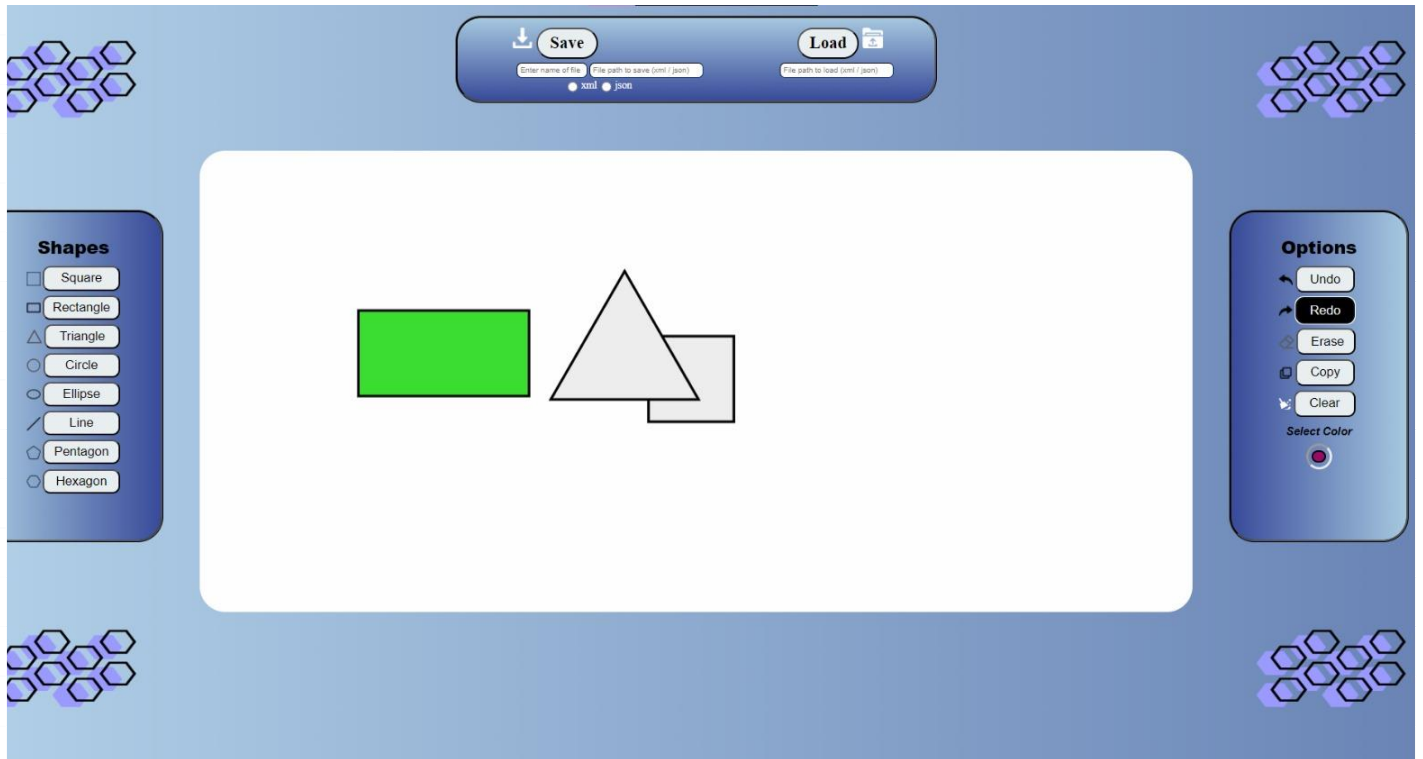 Save
Load
Enter name of file
File path to save (xml / json)
File path to load (xml / json)
xml
json
Shapes
Square
Rectangle
Triangle
Circle
Ellipse
Line
Pentagon
Hexagon
Options
Undo
Redo
Erase
Copy
Clear
Select Color